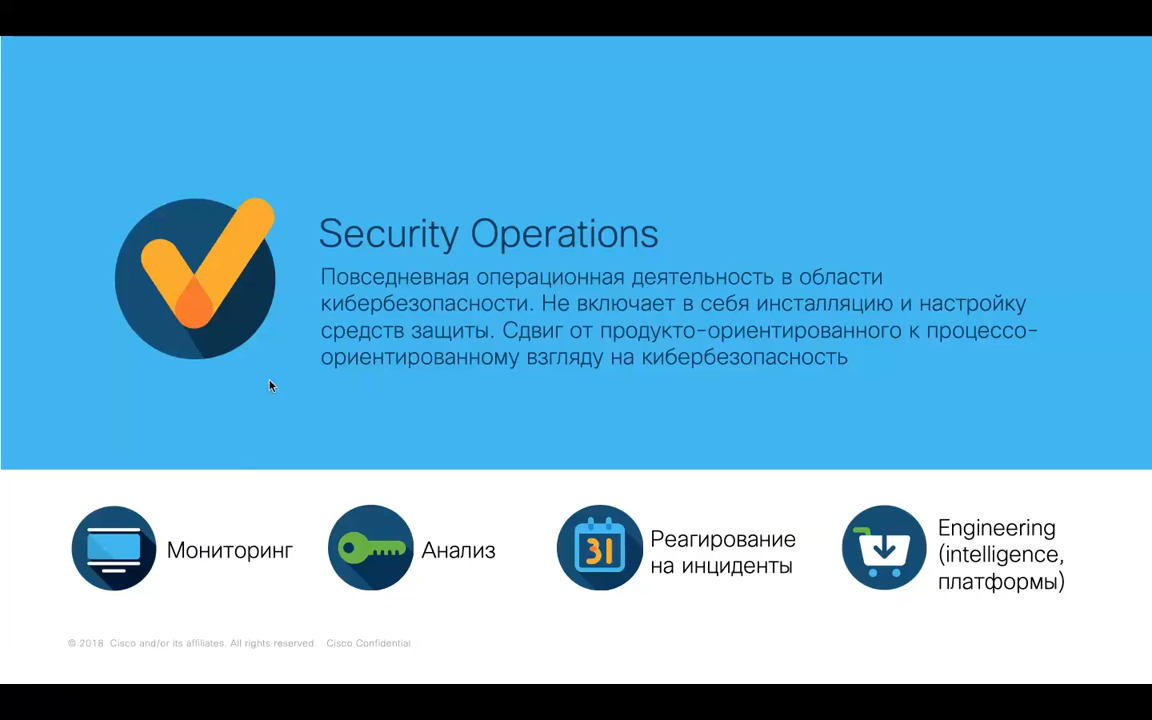 Security Operations
Повседневная операционная деятельность в области
кибербезопасности. Не включает в себя инсталляцию и настройку
средств защиты. Сдвиг от продукто-ориентированного к процессо-
ориентированному взгляду на кибербезопасность
Мониторинг
Анализ
31
Реагирование
на инциденты
Engineering
(intelligence,
платформы)
© 2018 Cisco and/or its affiliates. All rights reserved. Cisco Confidential